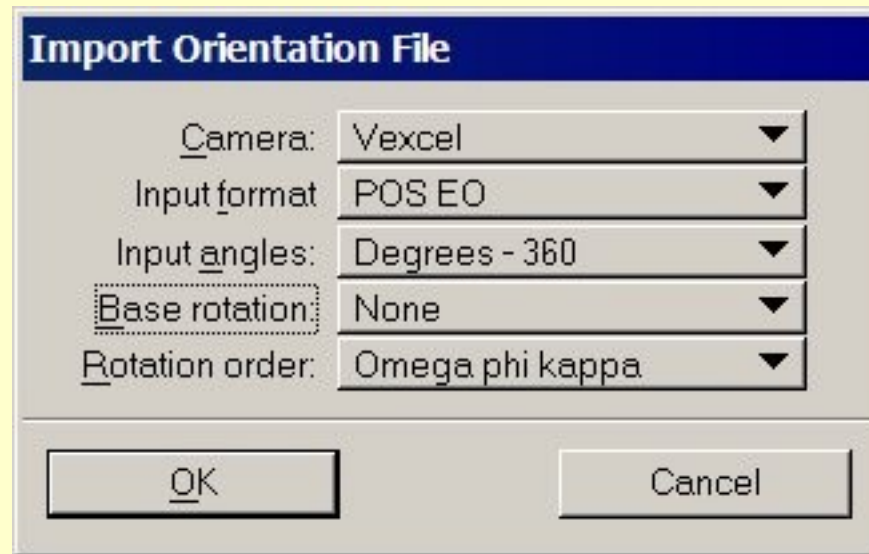 Import Orientation File
Camera: Vexcel
Input format POS EO
Input angles: Degrees - 360
Base rotation: None
Rotation order: Omega phi kappa
OK Cancel